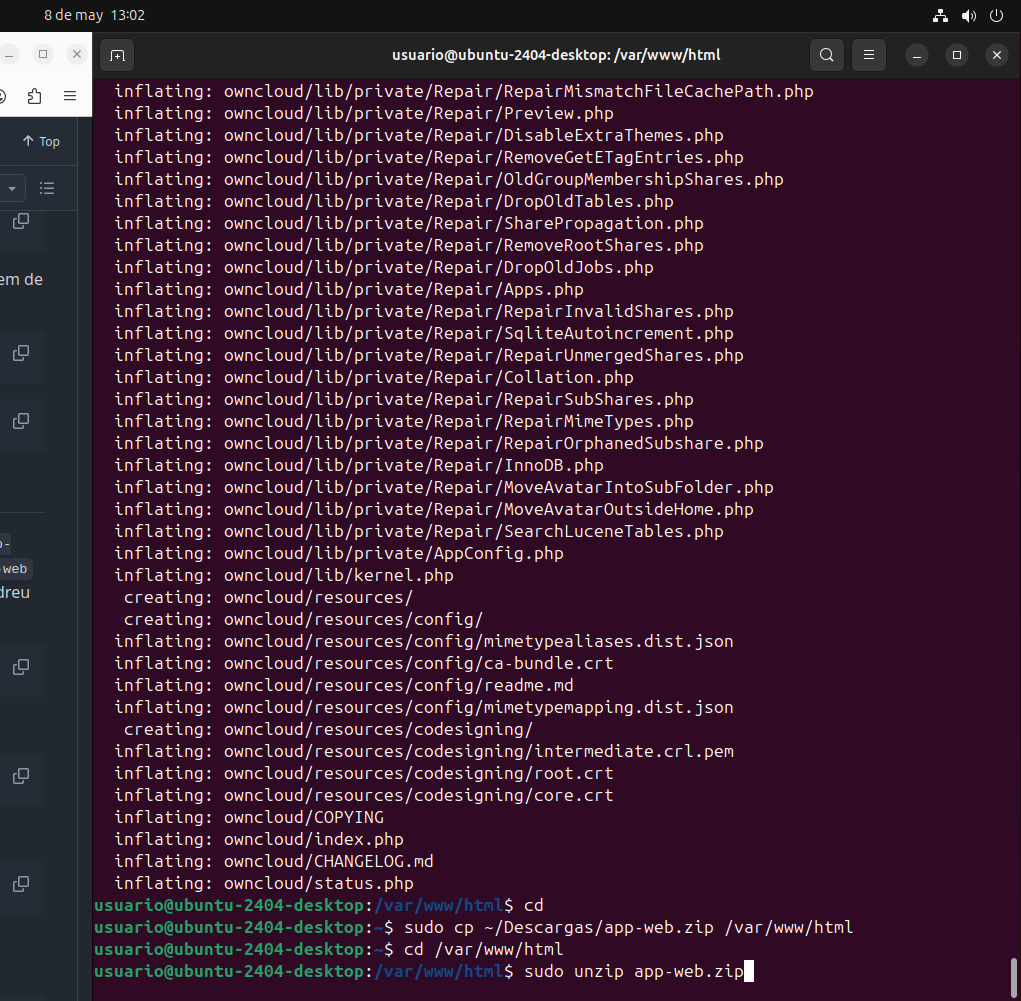 8 de may 13:02
usuario@ubuntu-2404-desktop: /var/www/html
Top
em de
o-
-web
dreu
inflating: owncloud/lib/private/Repair/RepairMismatchFileCachePath.php
inflating: owncloud/lib/private/Repair/Preview.php
inflating: owncloud/lib/private/Repair/DisableExtraThemes.php
inflating: owncloud/lib/private/Repair/RemoveGetETagEntries.php
inflating: owncloud/lib/private/Repair/OldGroupMembershipShares.php
inflating: owncloud/lib/private/Repair/DropOldTables.php
inflating: owncloud/lib/private/Repair/SharePropagation.php
inflating: owncloud/lib/private/Repair/RemoveRootShares.php
inflating: owncloud/lib/private/Repair/DropOldJobs.php
inflating: owncloud/lib/private/Repair/Apps.php
inflating: owncloud/lib/private/Repair/RepairInvalidShares.php
inflating: owncloud/lib/private/Repair/SqliteAutoincrement.php
inflating: owncloud/lib/private/Repair/RepairUnmergedShares.php
inflating: owncloud/lib/private/Repair/Collation.php
inflating: owncloud/lib/private/Repair/RepairSubShares.php
inflating: owncloud/lib/private/Repair/RepairMimeTypes.php
inflating: owncloud/lib/private/Repair/RepairOrphanedSubshare.php
inflating: owncloud/lib/private/Repair/InnoDB.php
inflating: owncloud/lib/private/Repair/MoveAvatarIntoSubFolder.php
inflating: owncloud/lib/private/Repair/MoveAvatarOutsideHome.php
inflating: owncloud/lib/private/Repair/SearchLuceneTables.php
inflating: owncloud/lib/private/AppConfig.php
inflating: owncloud/lib/kernel.php
creating: owncloud/resources/
creating: owncloud/resources/config/
inflating: owncloud/resources/config/mimetypealiases.dist.json
inflating: owncloud/resources/config/ca-bundle.crt
inflating: owncloud/resources/config/readme.md
inflating: owncloud/resources/config/mimetypemapping.dist.json
creating: owncloud/resources/codesigning/
inflating: owncloud/resources/codesigning/intermediate.crl.pem
inflating: owncloud/resources/codesigning/root.crt
inflating: owncloud/resources/codesigning/core.crt
inflating: owncloud/COPYING
inflating: owncloud/index.php
inflating: owncloud/CHANGELOG.md
inflating: owncloud/status.php
usuario@ubuntu-2404-desktop:/var/www/html$ cd
usuario@ubuntu-2404-desktop:~$ sudo cp ~/Descargas/app-web.zip /var/www/html
usuario@ubuntu-2404-desktop:~$ cd /var/www/html
usuario@ubuntu-2404-desktop:/var/www/html$ sudo unzip app-web.zip